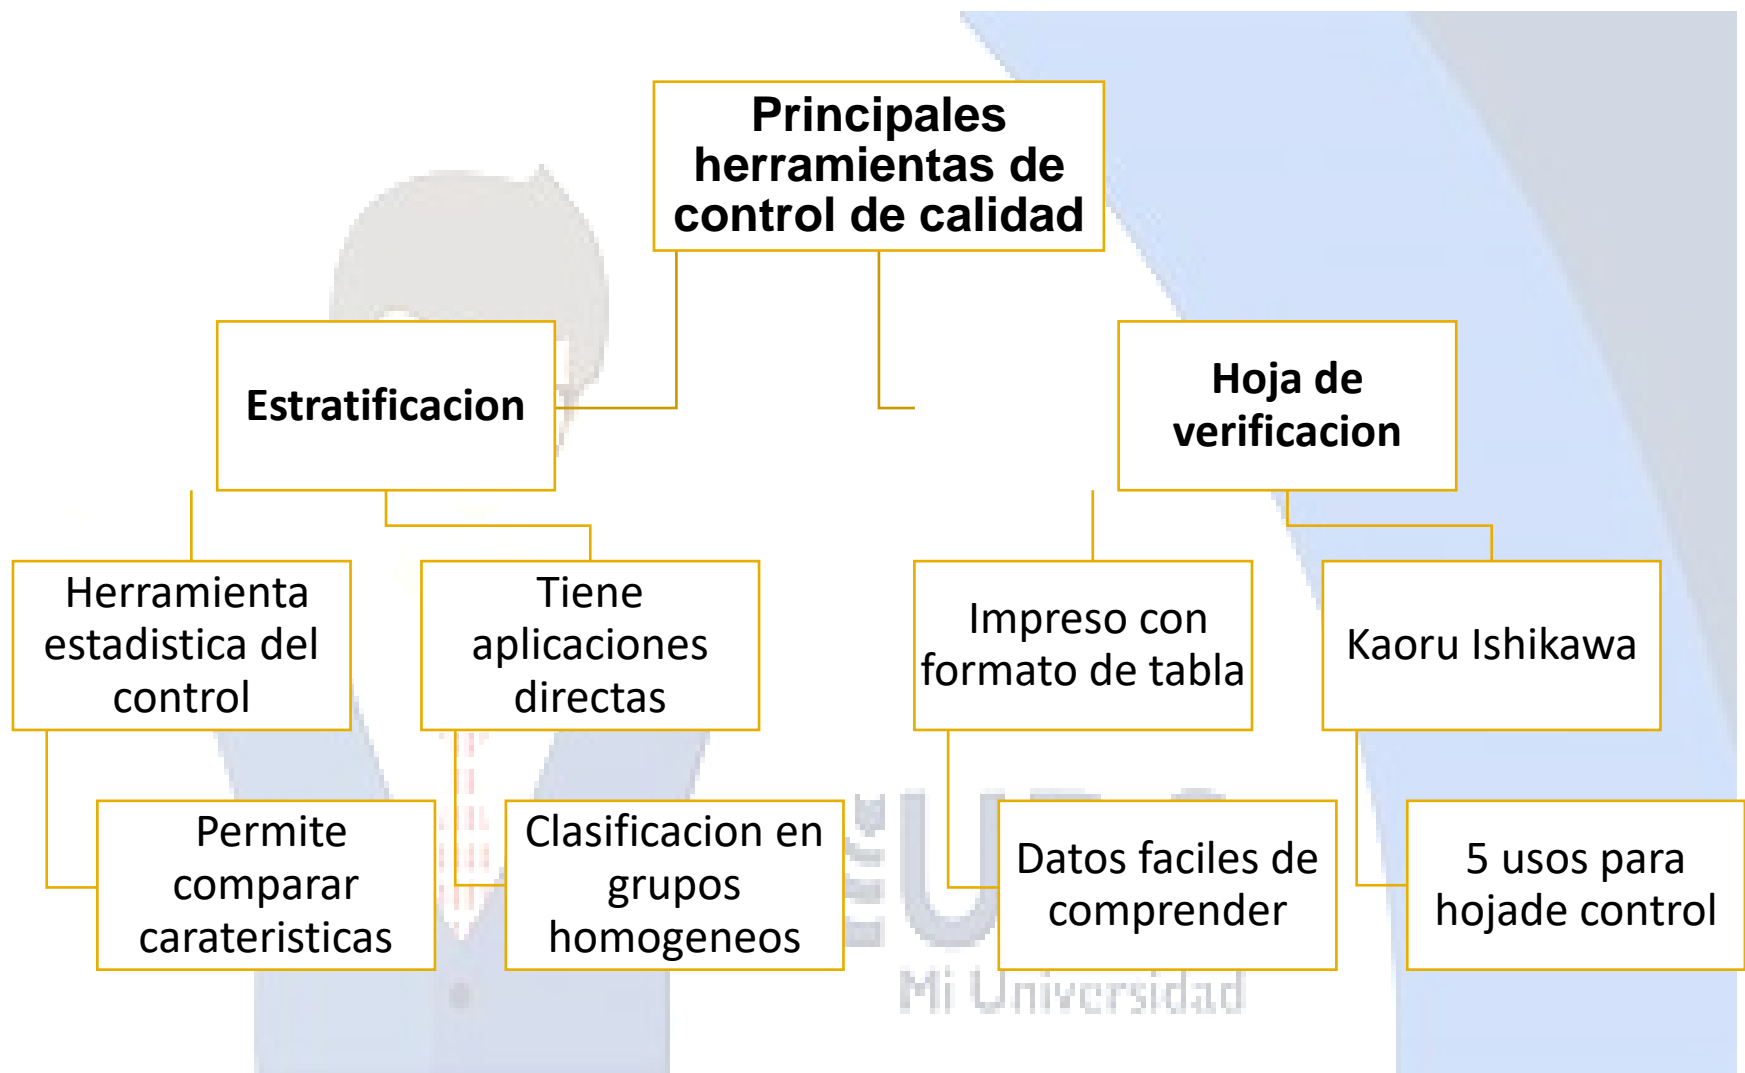 Principales
herramientas de
control de calidad
Estratificacion
Hoja de
verificacion
Herramienta
estadistica del
control
Tiene
aplicaciones
directas
Impreso con
formato de tabla
Kaoru Ishikawa
Permite
comparar
carateristicas
Clasificacion en
grupos
homogeneos
Datos faciles de
comprender
5 usos para
hojade control
Mi Universidad